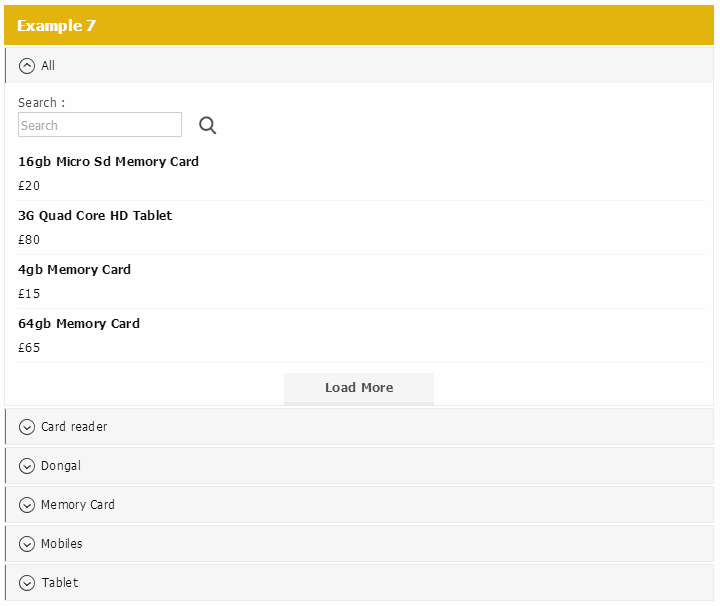 Example 7
All
Search :
Search
16gb Micro Sd Memory Card
£20
3G Quad Core HD Tablet
£80
4gb Memory Card
£15
64gb Memory Card
£65
Load More
Card reader
Dongal
Memory Card
Mobiles
Tablet